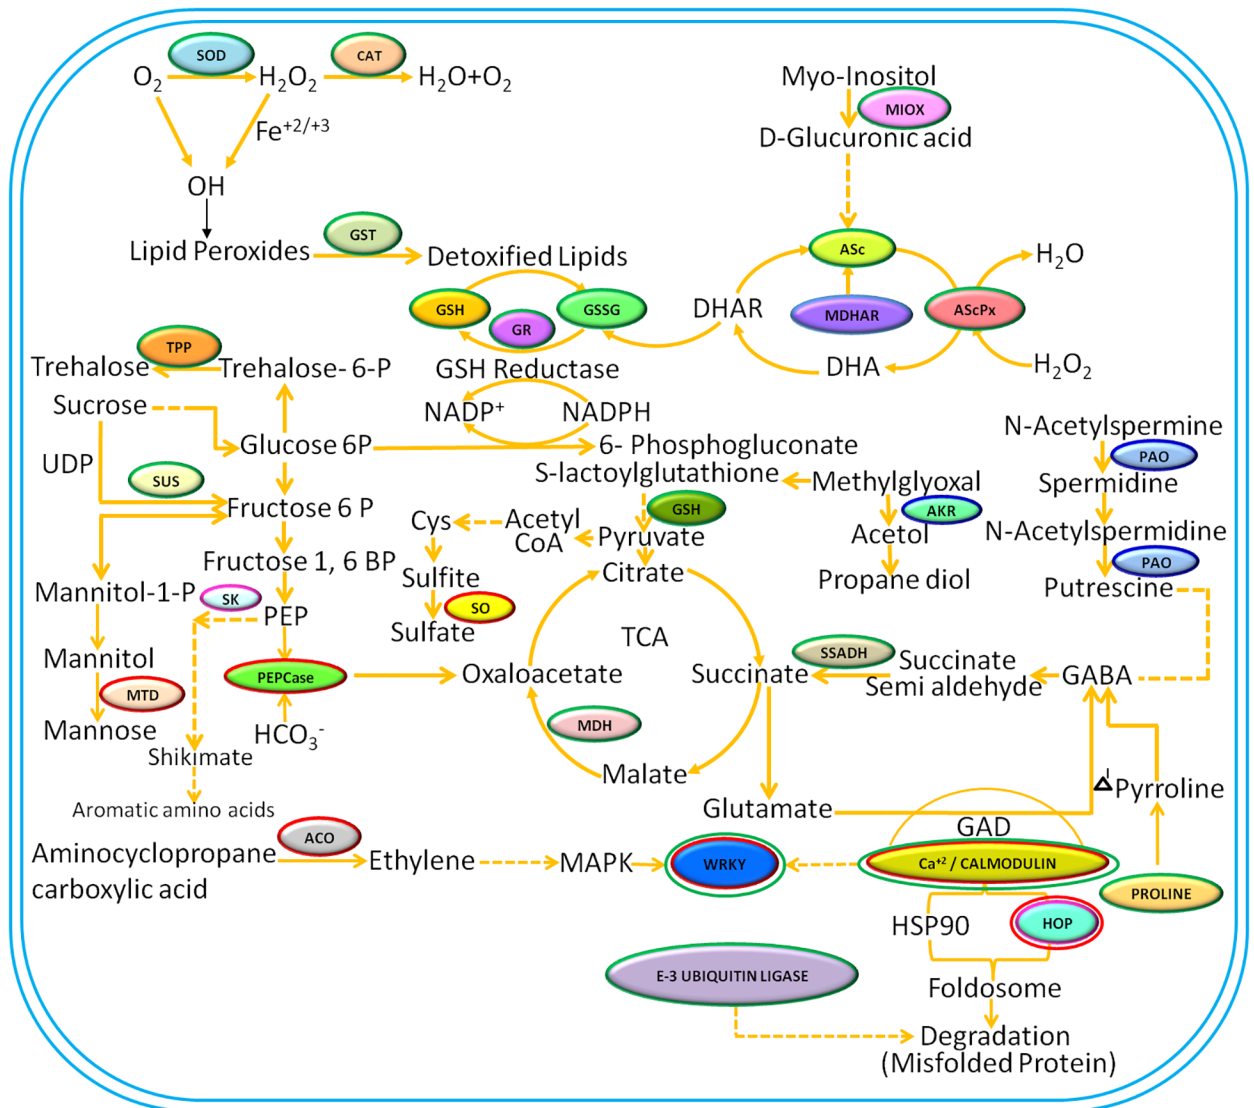 SOD
CAT
O2
H2O2
H2O+O2
Fe+2/+3
OH
Lipid Peroxides
GST
Detoxified Lipids
Myo-Inositol
MIOX
D-Glucuronic acid
ASc
H2O
GSH
GSSG
GR
DHAR
MDHAR
AScPx
GSH Reductase
DHA
H2O2
TPP
Trehalose
Trehalose- 6-P
Sucrose
NADP+
NADPH
UDP
Glucose 6P
6- Phosphogluconate
S-lactoylglutathione
Methylglyoxal
N-Acetylspermine
PAO
Spermidine
SUS
Fructose 6 P
Cys
Acetyl
CoA
GSH
Pyruvate
AKR
Acetol
N-Acetylspermidine
PAO
Fructose 1, 6 BP
Sulfite
Citrate
Propane diol
Putrescine
Mannitol-1-P
SK
PEP
SO
Sulfate
TCA
Mannitol
MTD
Mannose
PEPCase
Oxaloacetate
Succinate
SSADH
Succinate
Semi aldehyde
GABA
HCO3-
MDH
Shikimate
Malate
Aromatic amino acids
Glutamate
Δ
I
Pyrroline
ACO
Aminocyclopropane
carboxylic acid
Ethylene
MAPK
WRKY
GAD
Ca+2 / CALMODULIN
PROLINE
HSP90
HOP
E-3 UBIQUITIN LIGASE
Foldosome
Degradation
(Misfolded Protein)